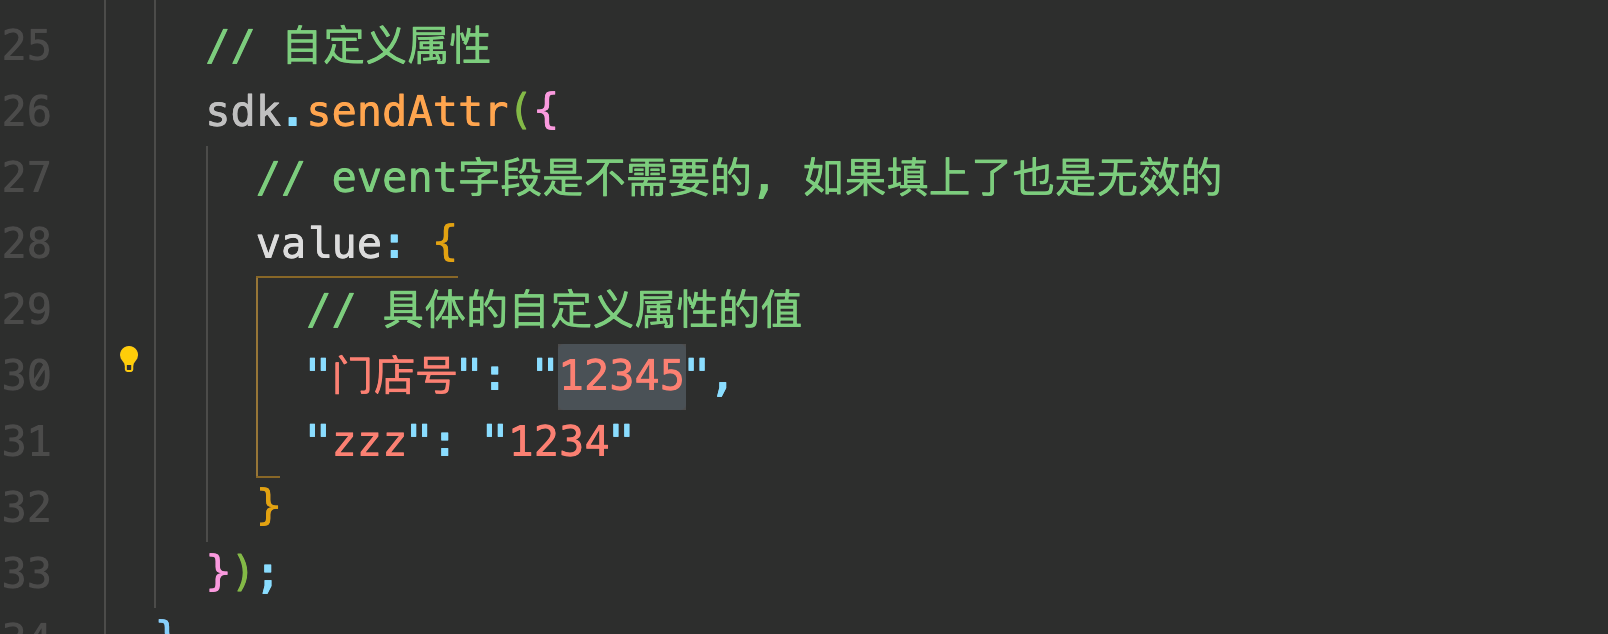 25 // 自定义属性
26 sdk.sendAttr({
27 // event字段是不需要的, 如果填上了也是无效的
28 value: {
29 // 具体的自定义属性的值
30 "门店号": "12345",
31 "zzz": "1234"
32 }
33 });
34 }